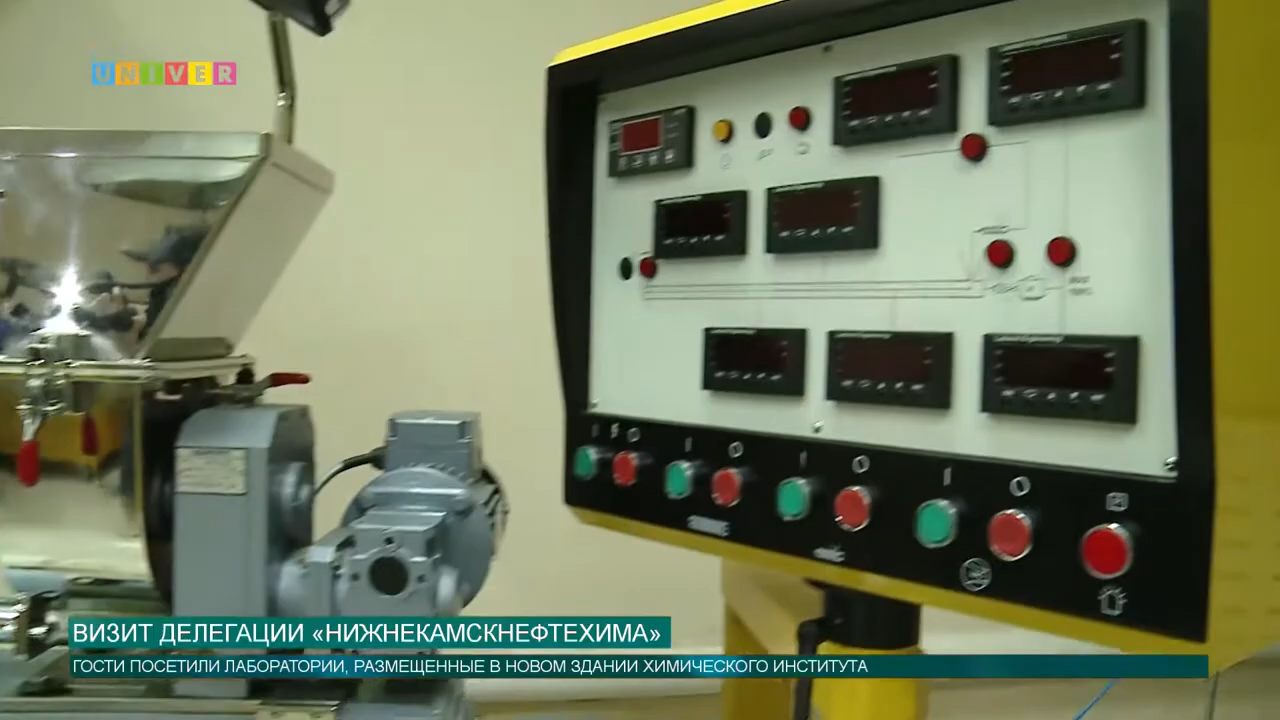 UNIVER
ВИЗИТ ДЕЛЕГАЦИИ «НИЖНЕКАМСКНЕФТЕХИМА»
ГОСТИ ПОСЕТИЛИ ЛАБОРАТОРИИ, РАЗМЕЩЕННЫЕ В НОВОМ ЗДАНИИ ХИМИЧЕСКОГО ИНСТИТУТА